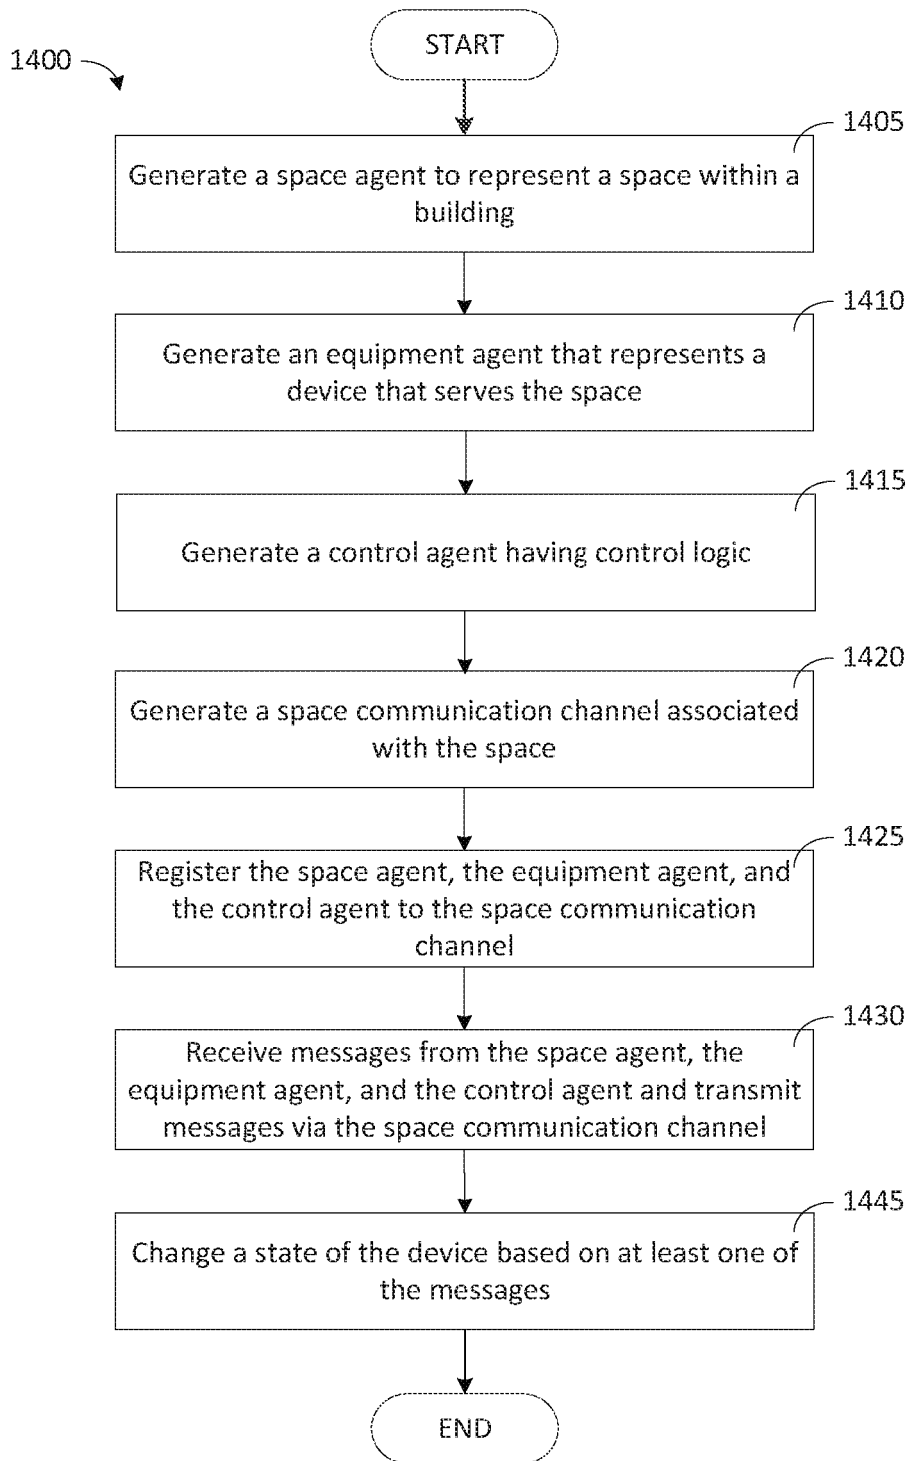 START
1400
1405
Generate a space agent to represent a space within a
building
1410
Generate an equipment agent that represents a
device that serves the space
1415
Generate a control agent having control logic
1420
Generate a space communication channel associated
with the space
1425
Register the space agent, the equipment agent, and
the control agent to the space communication
channel
1430
Receive messages from the space agent, the
equipment agent, and the control agent and transmit
messages via the space communication channel
1445
Change a state of the device based on at least one of
the messages
END